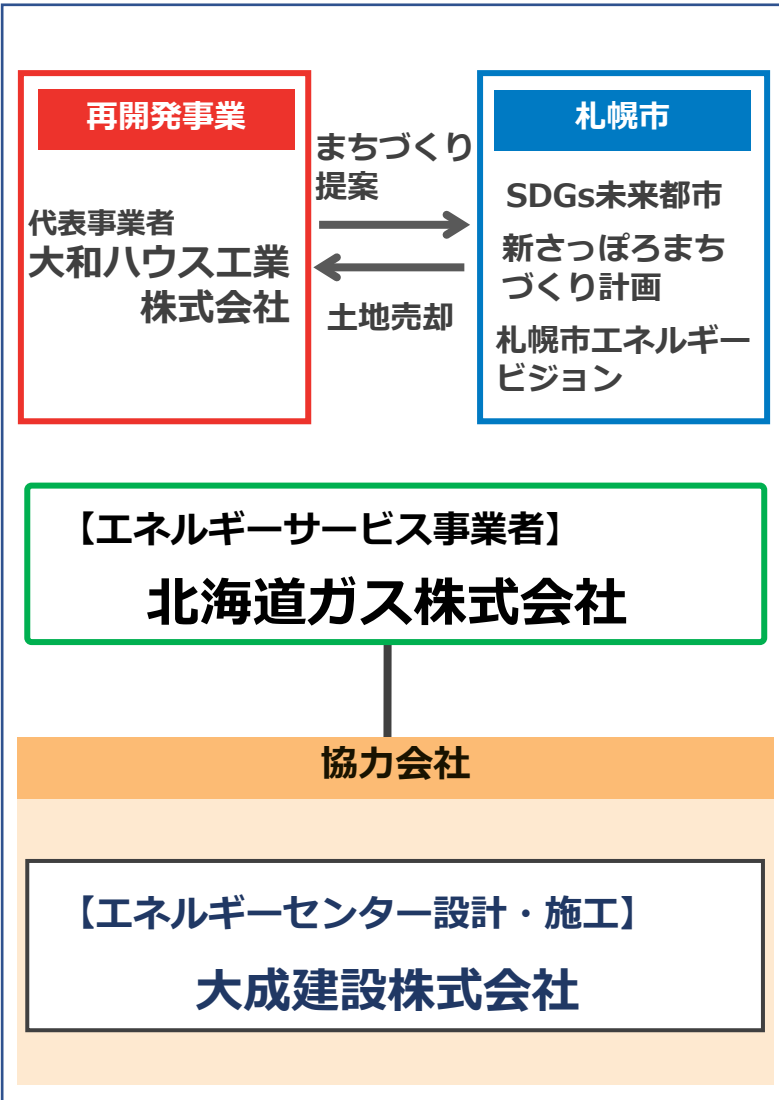 再開発事業
代表事業者
大和ハウス工業
株式会社
まちづくり
提案
土地売却
札幌市
SDGs未来都市
新さっぽろまち
づくり計画
札幌市エネルギー
ビジョン
【エネルギーサービス事業者】
北海道ガス株式会社
協力会社
【エネルギーセンター設計・施工】
大成建設株式会社